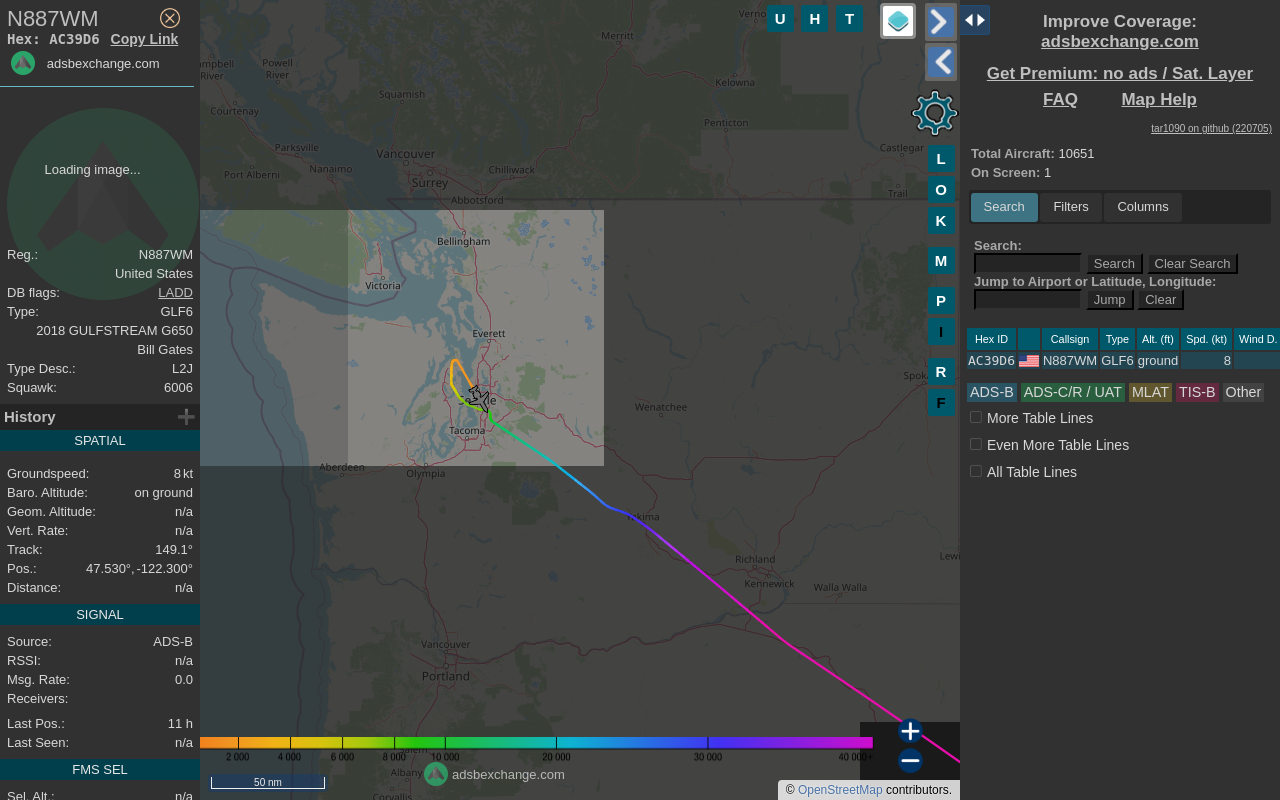 N887WM
Hex: AC39D6 Copy Link
adsbexchange.com
Loading image...
Reg.: N887WM
United States
DB flags: LADD
Type: GLF6
2018 GULFSTREAM G650
Bill Gates
Type Desc.: L2J
Squawk: 6006
History
SPATIAL
Groundspeed: 8 kt
Baro. Altitude: on ground
Geom. Altitude: n/a
Vert. Rate: n/a
Track: 149.1°
Pos.: 47.530°, -122.300°
Distance: n/a
SIGNAL
Source: ADS-B
RSSI: n/a
Msg. Rate: 0.0
Receivers:
Last Pos.: 11 h
Last Seen: n/a
FMS SEL
Sel. Alt.: n/a
U H T
L
O
K
M
P
I
R
F
Merritt
Powell
River
River
Squamish
Courtenay
Kelowna
Penticton
Parksville
Vancouver
Castlegar
Nanaimo
Port Alberni
Chilliwack
Surrey
Trail
Abbotsford
Bellingham
Victoria
Everett
Wenatchee
Tacoma
Aberdeen
Olympia
Richland
Kennewick
Walla Walla
Vancouver
Portland
Albany
Corvallis
2 000 4 000 6 000 8 000 10 000 20 000 30 000 40 000+
50 nm
adsbexchange.com
© OpenStreetMap contributors.
Improve Coverage:
adsbexchange.com
Get Premium: no ads / Sat. Layer
FAQ Map Help
tar1090 on github (220705)
Total Aircraft: 10651
On Screen: 1
Search Filters Columns
Search:
Search Clear Search
Jump to Airport or Latitude, Longitude:
Jump Clear
Hex ID Callsign Type Alt. (ft) Spd. (kt) Wind D.
AC39D6 N887WM GLF6 ground 8
ADS-B ADS-C/R / UAT MLAT TIS-B Other
More Table Lines
Even More Table Lines
All Table Lines